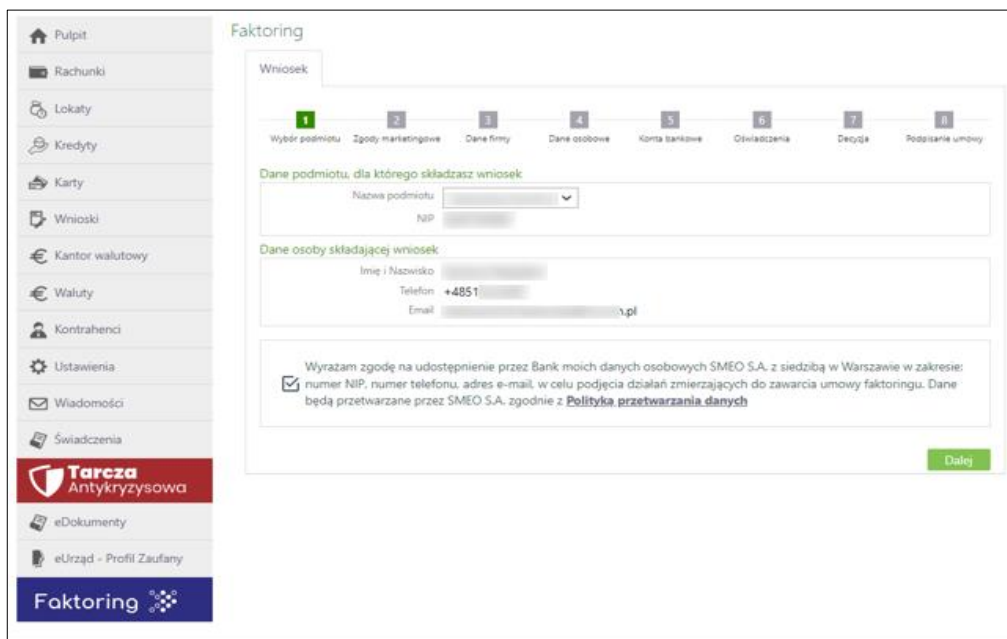 Pulpit
Rachunki
Lokaty
Kredyty
Karty
Wnioski
Kantor walutowy
Waluty
Kontrahenci
Ustawienia
Wiadomości
Świadczenia
Tarcza
Antykryzysowa
eDokumenty
eUrząd - Profil Zaufany
Faktoring
Faktoring
Wniosek
1 2 3 4 5 6 7 8
Wybór podmiotu Zgody marketingowe Dane firmy Dane osobowe Konta bankowe Oświadczenia Decyzja Podpisanie umowy
Dane podmiotu, dla którego składzasz wniosek
Nazwa podmiotu
NIP
Dane osoby składającej wniosek
Imię i Nazwisko
Telefon +4851
Email .pl
Wyrażam zgodę na udostępnienie przez Bank moich danych osobowych SMEO S.A. z siedzibą w Warszawie w zakresie:
numer NIP, numer telefonu, adres e-mail, w celu podjęcia działań zmierzających do zawarcia umowy faktoringu. Dane
będą przetwarzane przez SMEO S.A. zgodnie z Polityka przetwarzania danych
Dalej